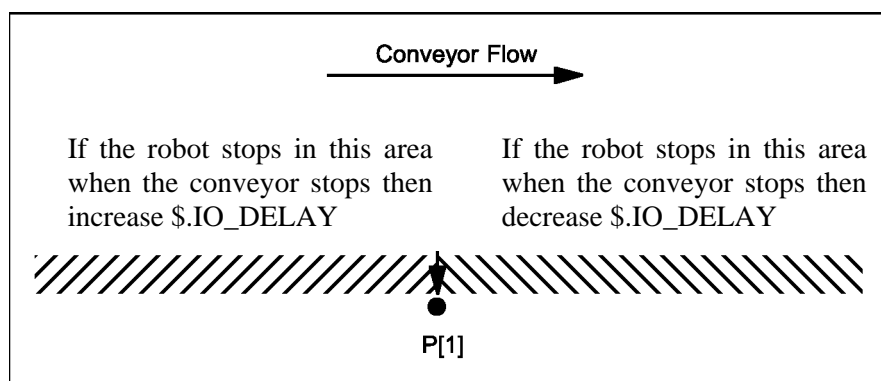 Conveyor Flow
If the robot stops in this area
when the conveyor stops then
increase $.IO_DELAY
If the robot stops in this area
when the conveyor stops then
decrease $.IO_DELAY
P[1]